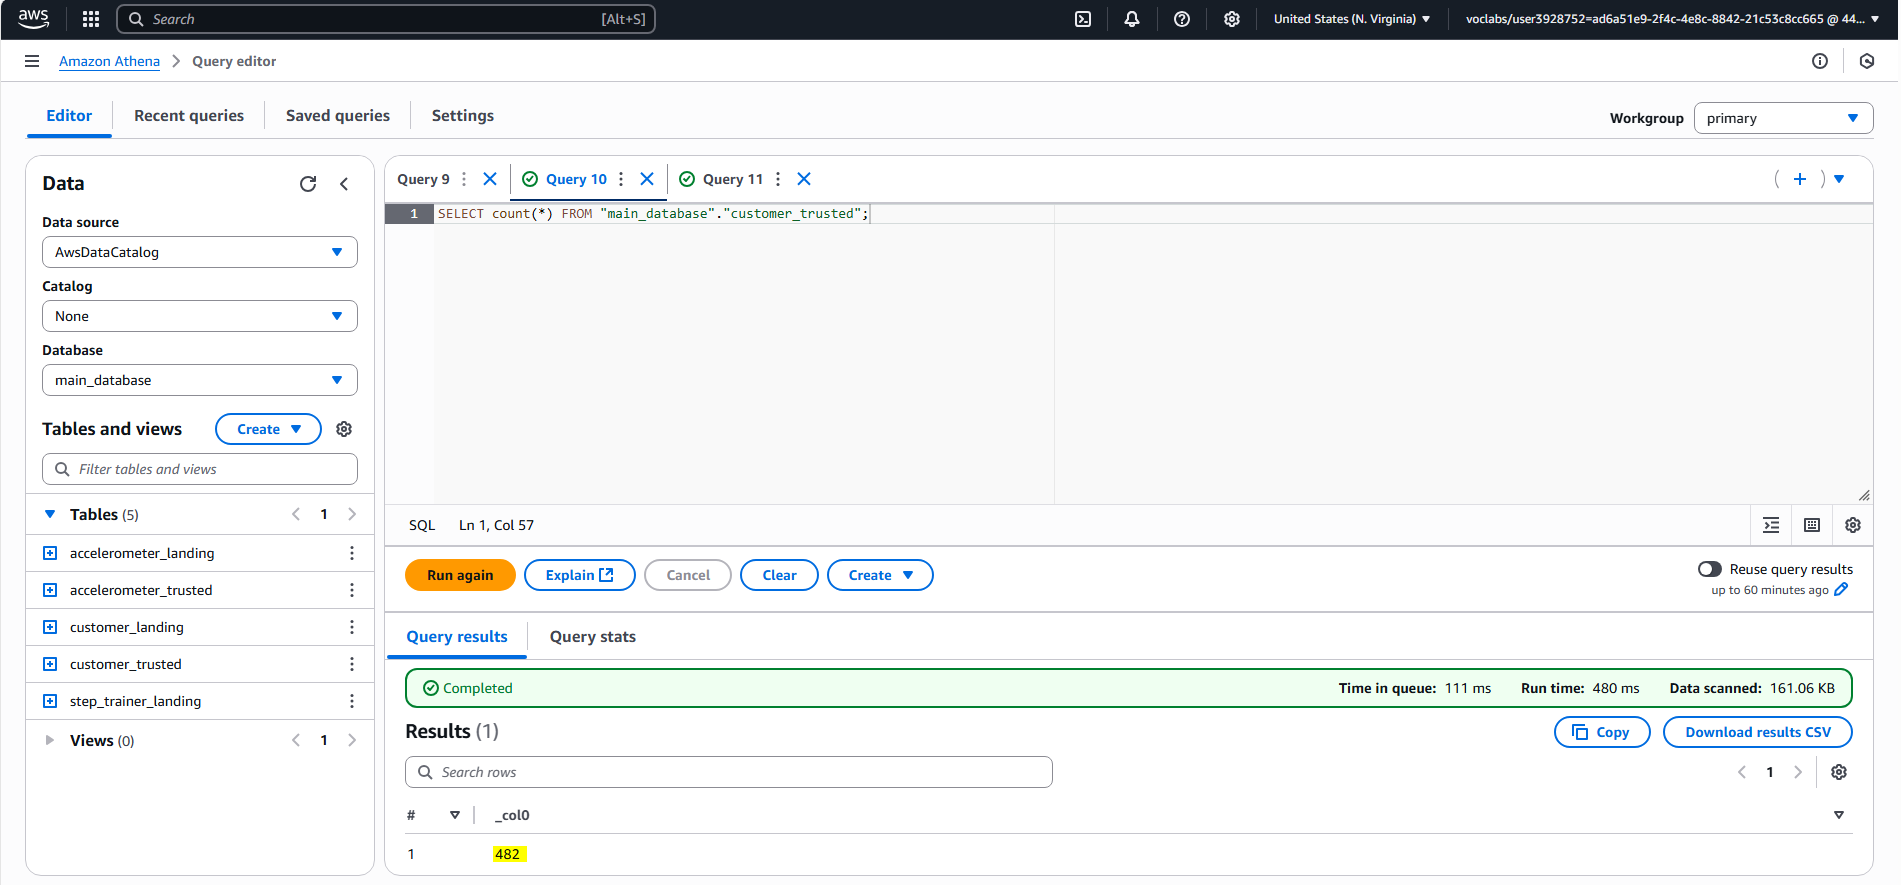 aws Search [Alt+S] United States (N. Virginia) voclabs/user3928752=ad6a51e9-2f4c-4e8c-8842-21c53c8cc665 @ 44...
Amazon Athena Query editor
Editor Recent queries Saved queries Settings
Workgroup primary
Data
Data source
AwsDataCatalog
Catalog
None
Database
main_database
Tables and views Create
Filter tables and views
Tables (5) 1
accelerometer_landing
accelerometer_trusted
customer_landing
customer_trusted
step_trainer_landing
Views (0) 1
Query 9 Query 10 Query 11
1 SELECT count(*) FROM "main_database"."customer_trusted";
SQL Ln 1, Col 57
Run again Explain Cancel Clear Create
Reuse query results
up to 60 minutes ago
Query results Query stats
Completed Time in queue: 111 ms Run time: 480 ms Data scanned: 161.06 KB
Results (1) Copy Download results CSV
Search rows 1
# _col0
1 482